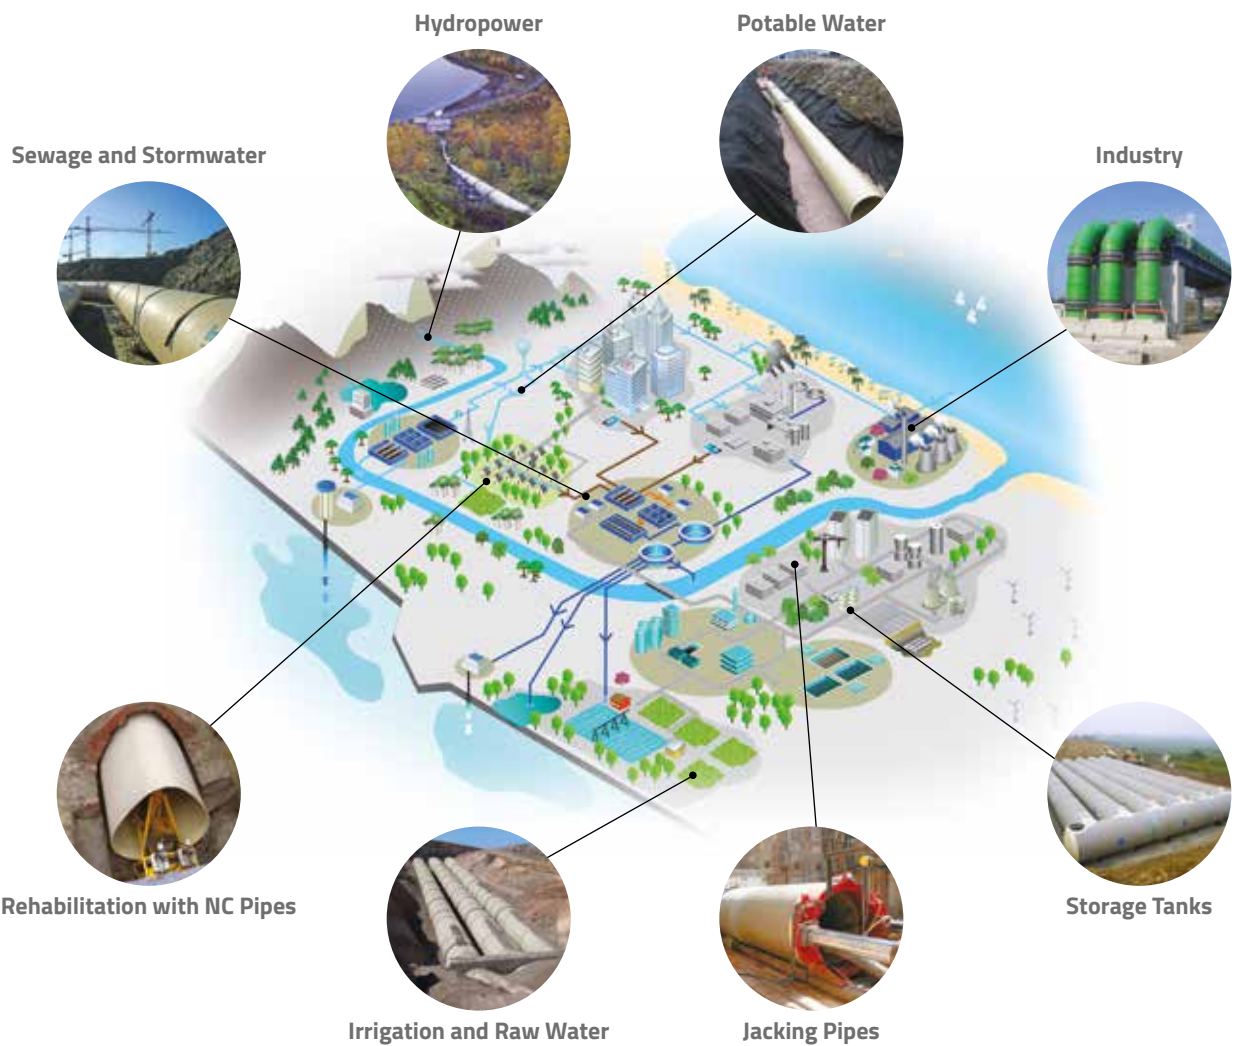 Hydropower
Potable Water
Sewage and Stormwater
Industry
Rehabilitation with NC Pipes
Storage Tanks
Irrigation and Raw Water
Jacking Pipes